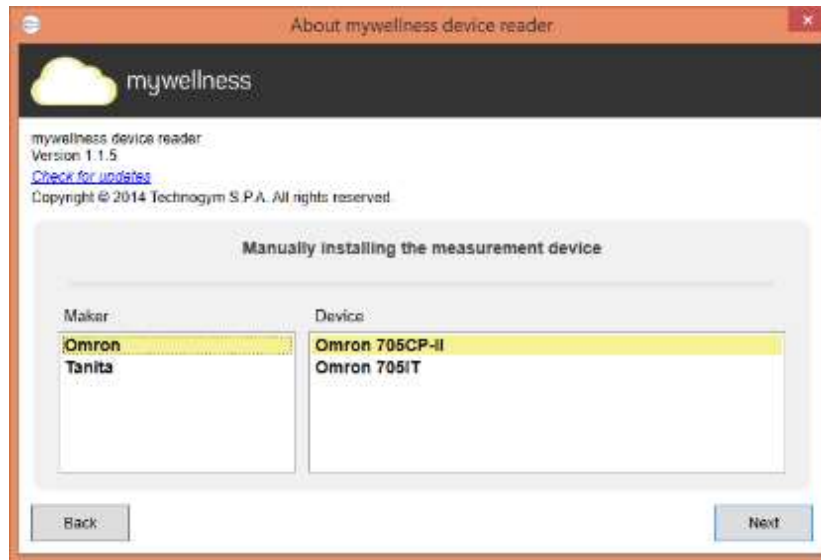 About mywellness device reader
mywellness
mywellness device reader
Version 1.1.5
Check for updates
Copyright © 2014 Technogym S.P.A. All rights reserved.
Manually installing the measurement device
Maker
Device
Omron
Tanita
Omron 705CP-II
Omron 705IT
Back
Next